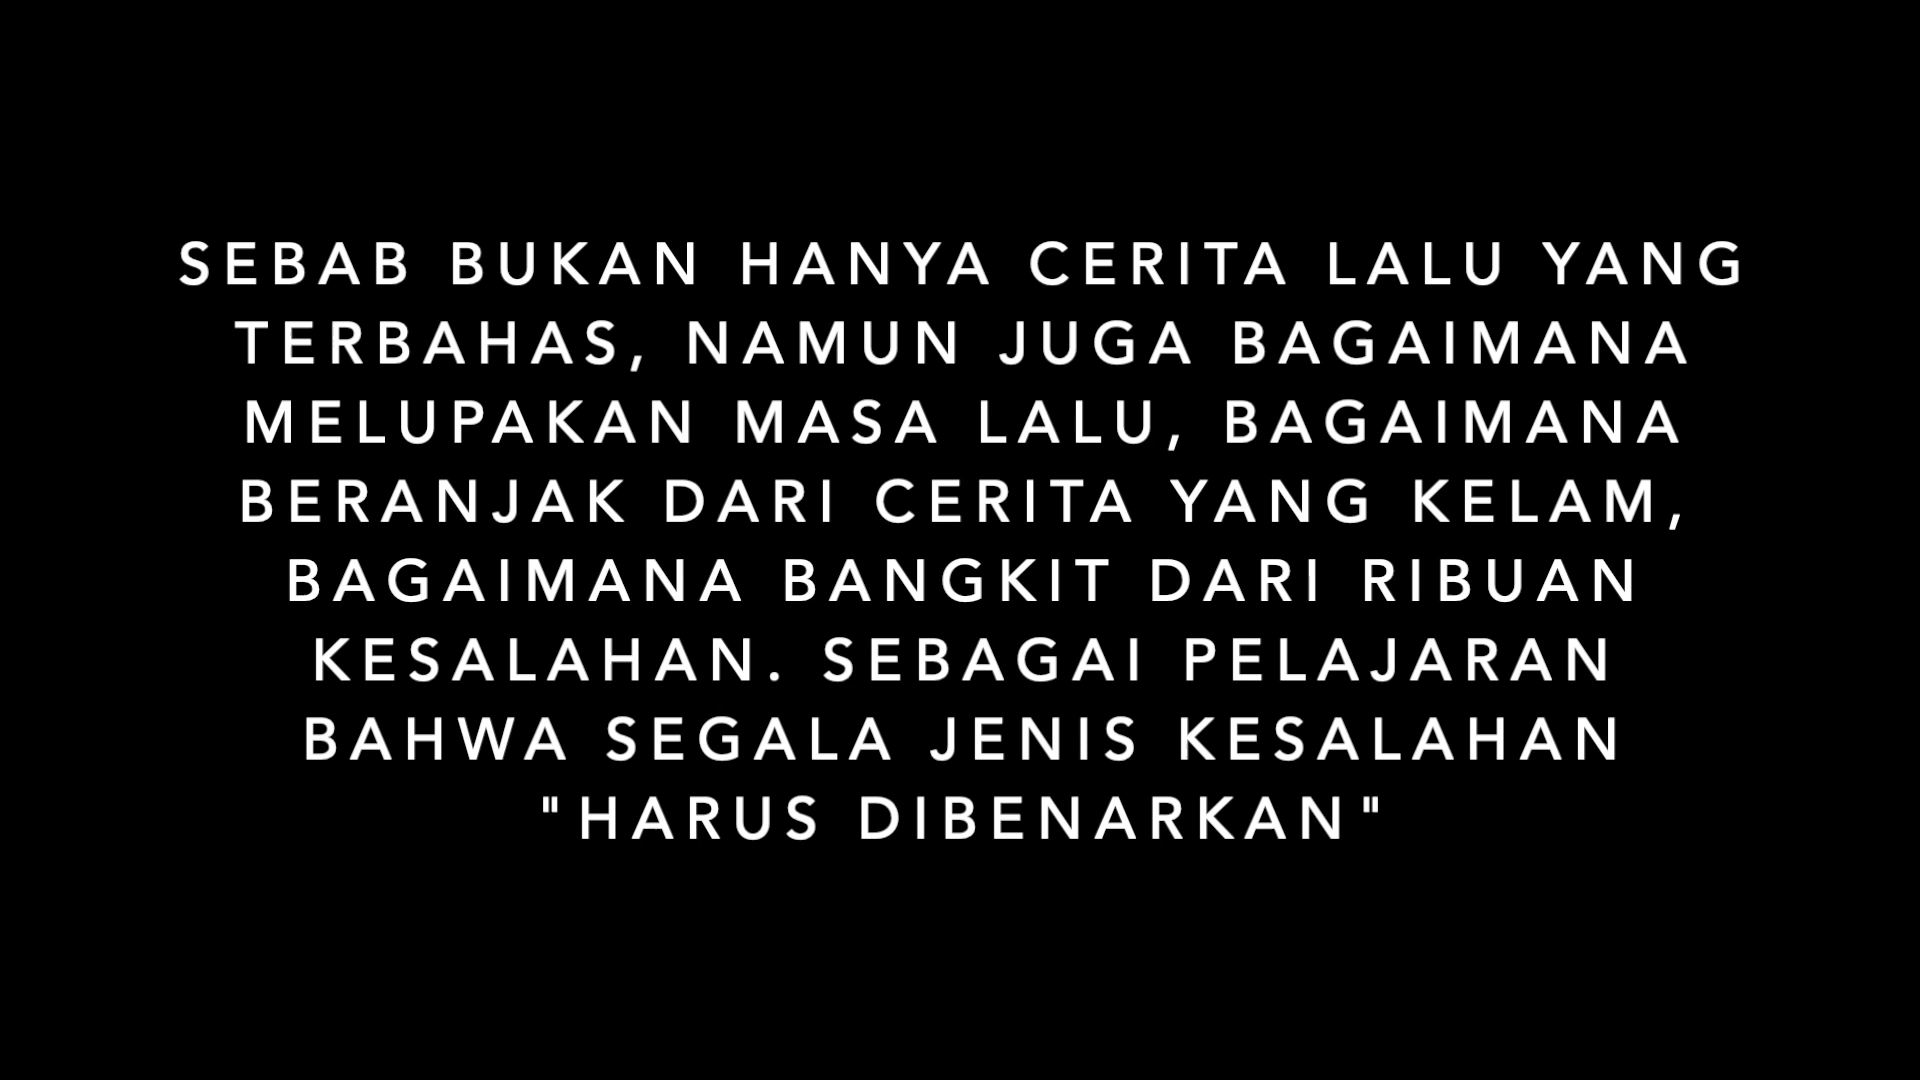 SEBAB BUKAN HANYA CERITA LALU YANG
TERBAHAS, NAMUN JUGA BAGAIMANA
MELUPAKAN MASA LALU, BAGAIMANA
BERANJAK DARI CERITA YANG KELAM,
BAGAIMANA BANGKIT DARI RIBUAN
KESALAHAN. SEBAGAI PELAJARAN
BAHWA SEGALA JENIS KESALAHAN
"HARUS DIBENARKAN"